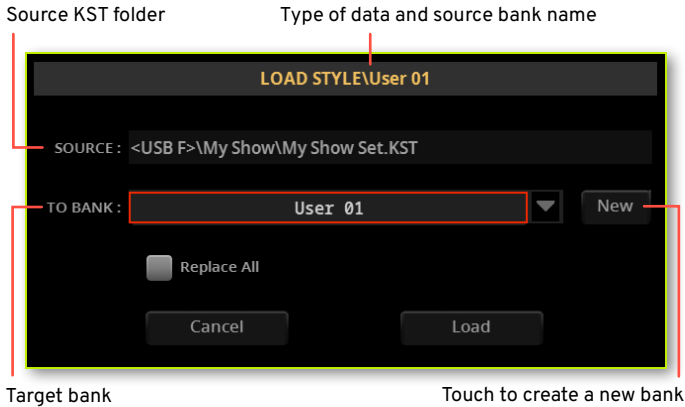 Source KST folder
Type of data and source bank name
LOAD STYLE\User 01
SOURCE : <USB F>\My Show\My Show Set.KST
TO BANK : User 01 New
Replace All
Cancel Load
Target bank
Touch to create a new bank